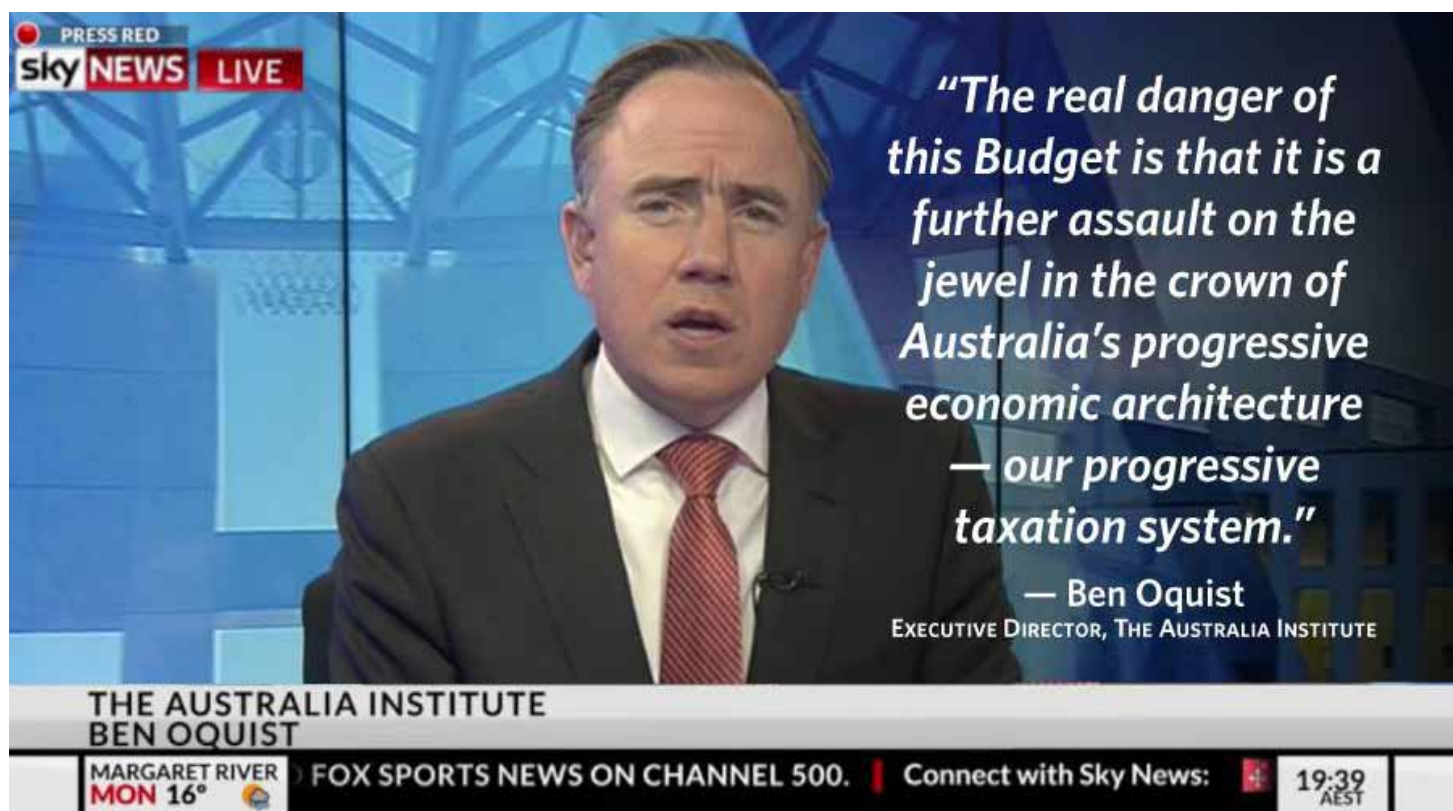 PRESS RED
sky NEWS LIVE
“The real danger of
this Budget is that it is a
further assault on the
jewel in the crown of
Australia’s progressive
economic architecture
— our progressive
taxation system.”
— Ben Oquist
EXECUTIVE DIRECTOR, THE AUSTRALIA INSTITUTE
THE AUSTRALIA INSTITUTE
BEN OQUIST
MARGARET RIVER
MON 16°
FOX SPORTS NEWS ON CHANNEL 500. Connect with Sky News:
19:39
AEST